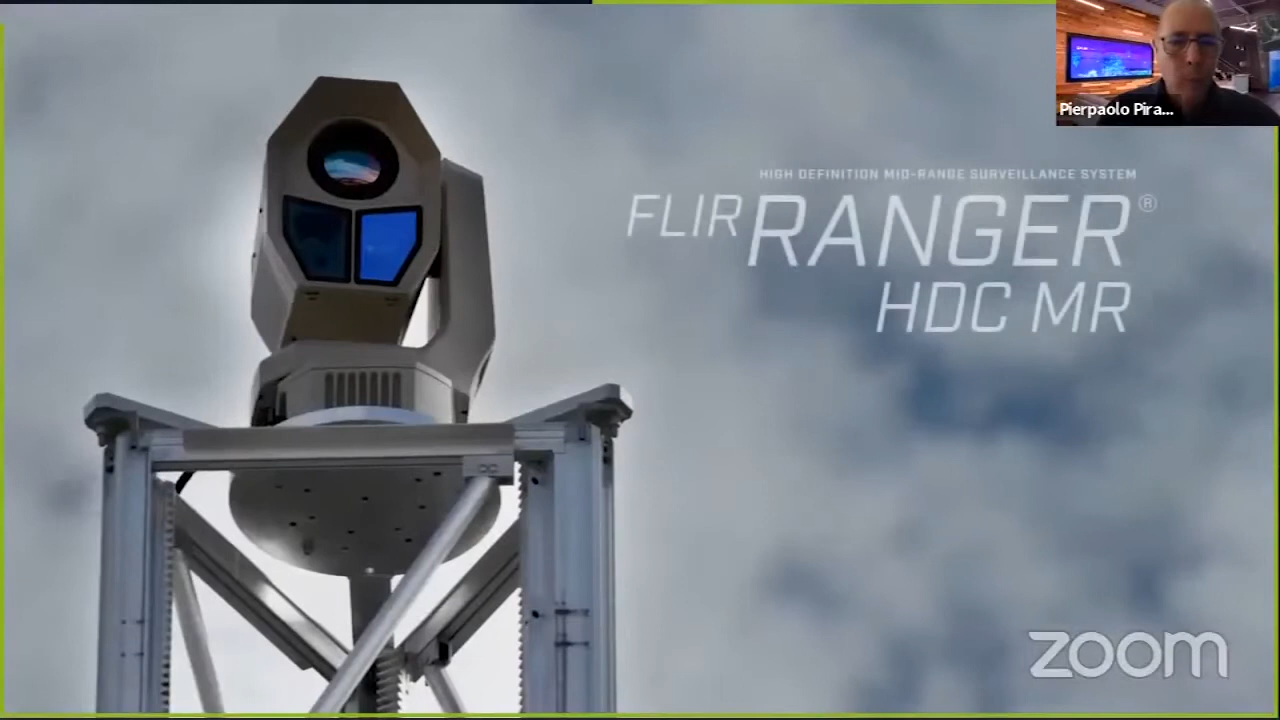 Pierpaolo Pira...
HIGH DEFINITION MID-RANGE SURVEILLANCE SYSTEM
FLIR RANGER®
HDC MR
zoom